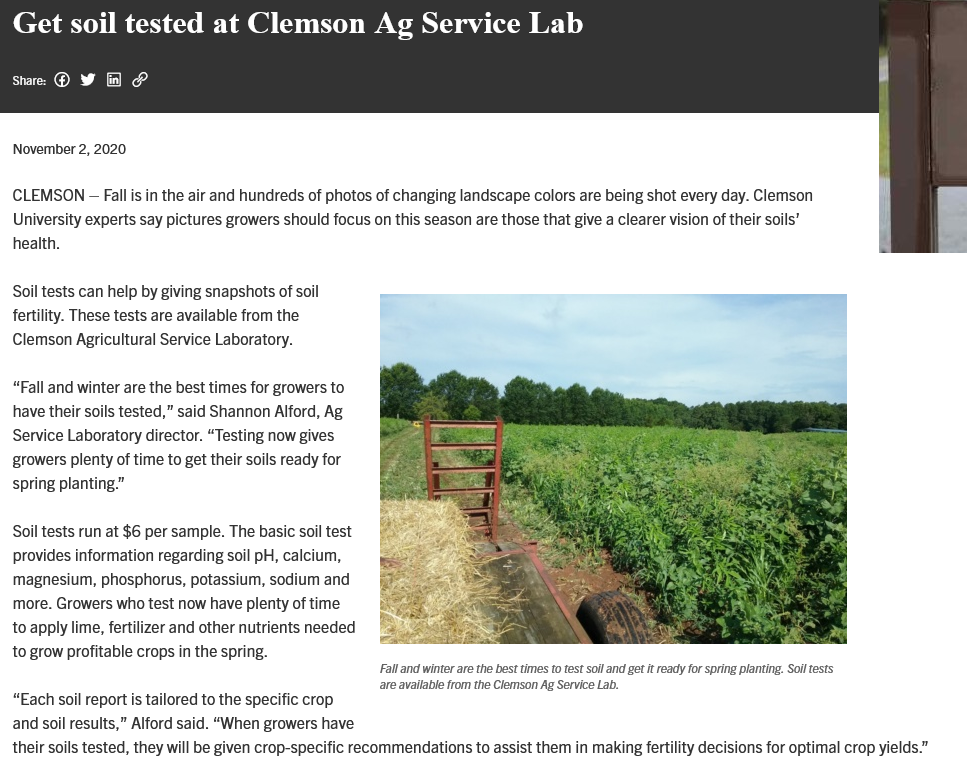 Get soil tested at Clemson Ag Service Lab
Share:
November 2, 2020
CLEMSON – Fall is in the air and hundreds of photos of changing landscape colors are being shot every day. Clemson
University experts say pictures growers should focus on this season are those that give a clearer vision of their soils’
health.
Soil tests can help by giving snapshots of soil
fertility. These tests are available from the
Clemson Agricultural Service Laboratory.
“Fall and winter are the best times for growers to
have their soils tested,” said Shannon Alford, Ag
Service Laboratory director. “Testing now gives
growers plenty of time to get their soils ready for
spring planting.”
Soil tests run at $6 per sample. The basic soil test
provides information regarding soil pH, calcium,
magnesium, phosphorus, potassium, sodium and
more. Growers who test now have plenty of time
to apply lime, fertilizer and other nutrients needed
to grow profitable crops in the spring.
Fall and winter are the best times to test soil and get it ready for spring planting. Soil tests
are available from the Clemson Ag Service Lab.
“Each soil report is tailored to the specific crop
and soil results,” Alford said. “When growers have
their soils tested, they will be given crop-specific recommendations to assist them in making fertility decisions for optimal crop yields.”